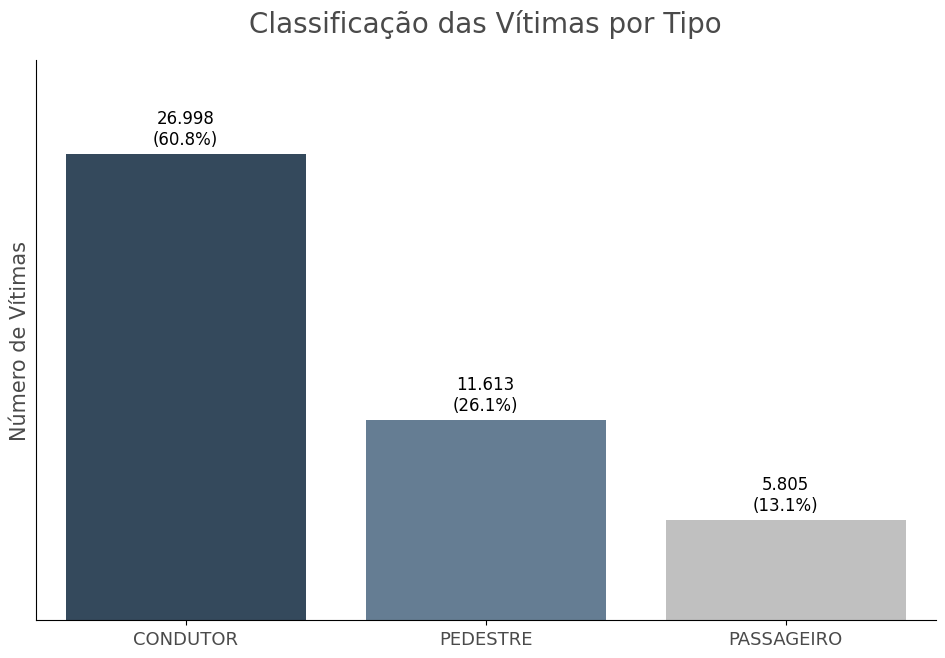 Classificação das Vítimas por Tipo
Número de Vítimas
26.998
(60.8%)
11.613
(26.1%)
5.805
(13.1%)
CONDUTOR
PEDESTRE
PASSAGEIRO